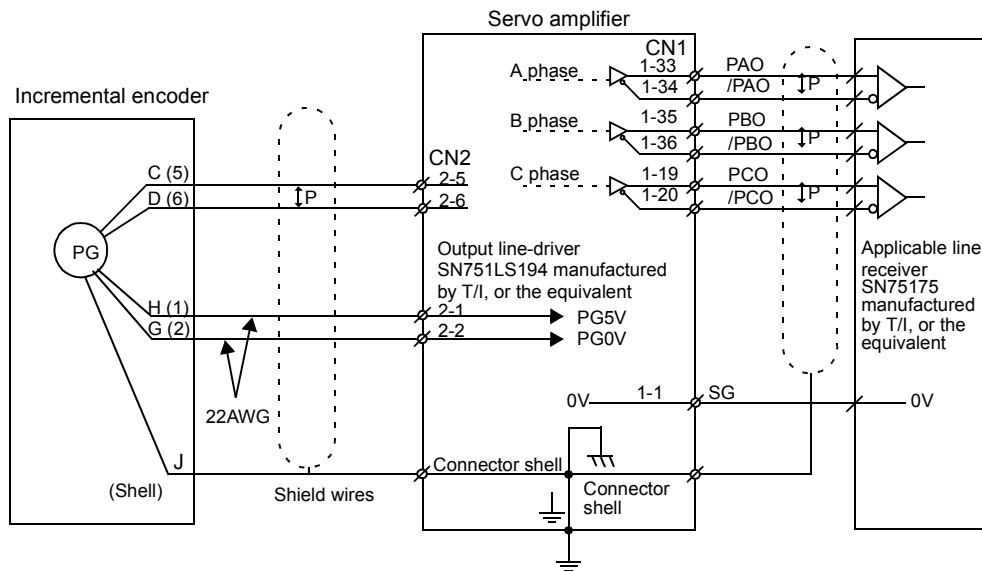 Servo amplifier
Incremental encoder
CN1
A phase
1-33
PAO
1-34
/PAO
P
B phase
1-35
PBO
1-36
/PBO
P
C phase
1-19
PCO
1-20
/PCO
P
CN2
C (5)
2-5
D (6)
P
2-6
PG
Output line-driver
SN751LS194 manufactured
by T/I, or the equivalent
Applicable line
receiver
SN75175
manufactured
by T/I, or the
equivalent
H (1)
2-1
PG5V
G (2)
2-2
PG0V
22AWG
0V
1-1
SG
0V
J
(Shell)
Shield wires
Connector shell
Connector
shell